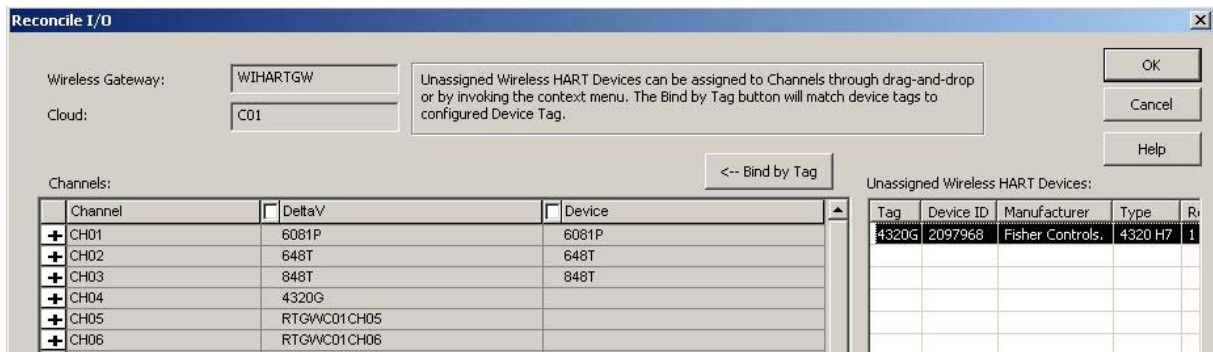 Reconcile I/O
Wireless Gateway: WIHARTGW
Cloud: C01
Unassigned Wireless HART Devices can be assigned to Channels through drag-and-drop
or by invoking the context menu. The Bind by Tag button will match device tags to
configured Device Tag.
OK
Cancel
Help
<-- Bind by Tag
Channels:
Channel DeltaV Device
CH01 6081P 6081P
CH02 648T 648T
CH03 848T 848T
CH04 4320G
CH05 RTGWC01CH05
CH06 RTGWC01CH06
Unassigned Wireless HART Devices:
Tag Device ID Manufacturer Type
4320G 2097968 Fisher Controls. 4320 H7 1